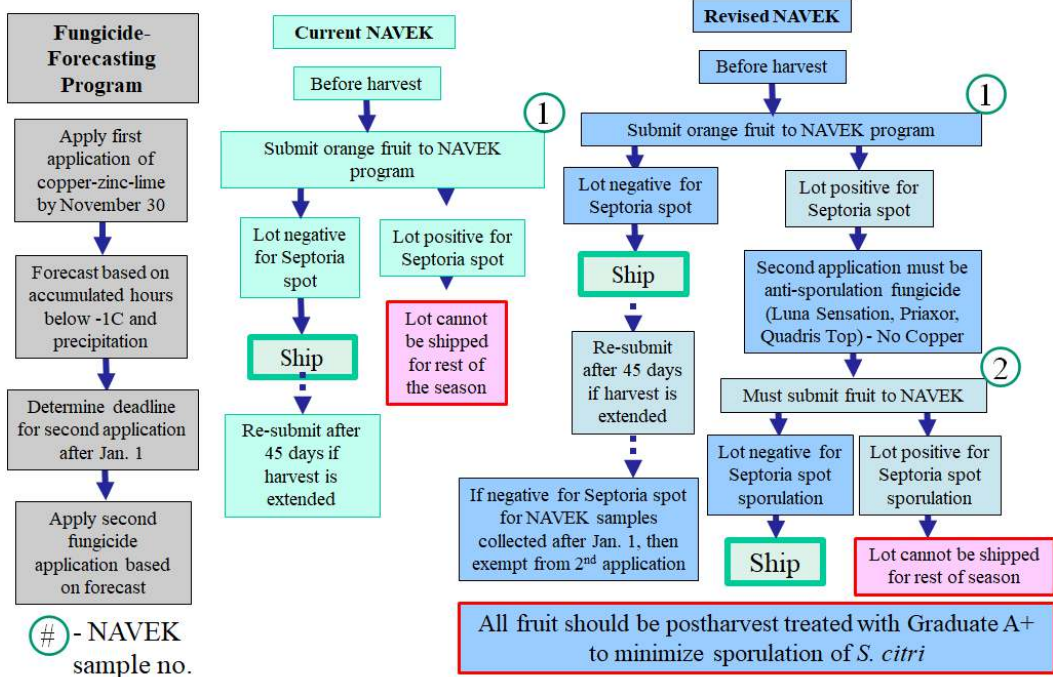 Fungicide-
Forecasting
Program
Apply first
application of
copper-zinc-lime
by November 30
Forecast based on
accumulated hours
below -1C and
precipitation
Determine deadline
for second application
after Jan. 1
Apply second
fungicide
application based
on forecast
# - NAVEK
sample no.
Current NAVEK
Before harvest
1
Submit orange fruit to NAVEK
program
Lot negative
for Septoria
spot
Ship
Re-submit after
45 days if
harvest is
extended
Lot positive for
Septoria spot
Lot cannot
be shipped
for rest of
the season
Revised NAVEK
Before harvest
1
Submit orange fruit to NAVEK program
Lot negative for
Septoria spot
Ship
Re-submit
after 45 days
if harvest is
extended
If negative for Septoria spot
for NAVEK samples
collected after Jan. 1, then
exempt from 2nd application
Lot positive for
Septoria spot
Second application must be
anti-sporulation fungicide
(Luna Sensation, Priaxor,
Quadris Top) - No Copper
2
Must submit fruit to NAVEK
Lot negative for
Septoria spot
sporulation
Ship
Lot positive for
Septoria spot
sporulation
Lot cannot be shipped
for rest of season
All fruit should be postharvest treated with Graduate A+
to minimize sporulation of S. citri